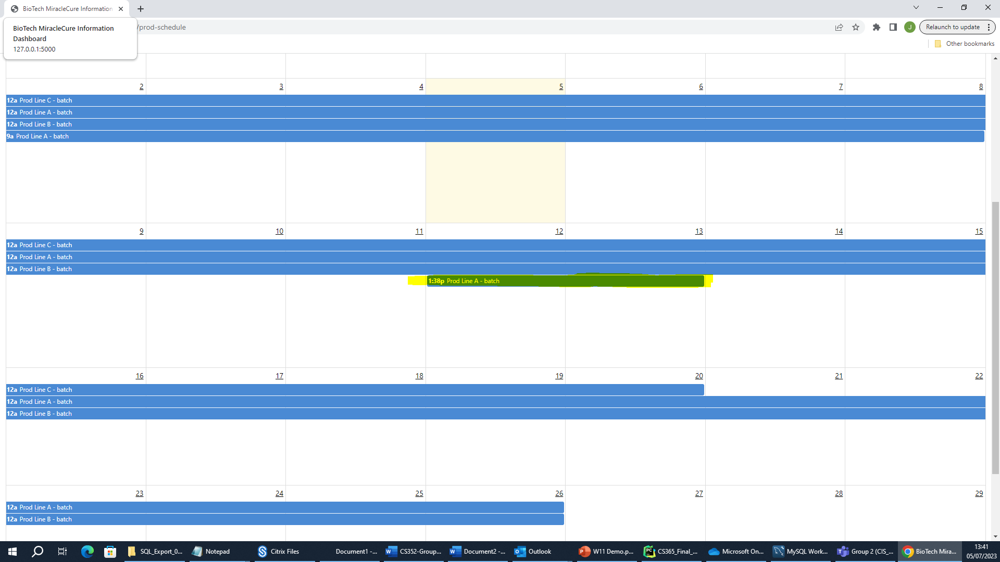 BioTech MiracleCure Information
BioTech MiracleCure Information
Dashboard
127.0.0.1:5000
/prod-schedule
J
Relaunch to update
Other bookmarks
2 3 4 5 6 7 8
12a Prod Line C - batch
12a Prod Line A - batch
12a Prod Line B - batch
9a Prod Line A - batch
9 10 11 12 13 14 15
12a Prod Line C - batch
12a Prod Line A - batch
12a Prod Line B - batch
1:38p Prod Line A - batch
16 17 18 19 20 21 22
12a Prod Line C - batch
12a Prod Line A - batch
12a Prod Line B - batch
23 24 25 26 27 28 29
12a Prod Line A - batch
12a Prod Line B - batch
SQL_Export_0... Notepad Citrix Files Document1 -... CS352-Group... Document2 -... Outlook W11 Demo.p... CS365_Final_... Microsoft On... MySQL Work... Group 2 (CIS_... BioTech Mira... 13:41
05/07/2023